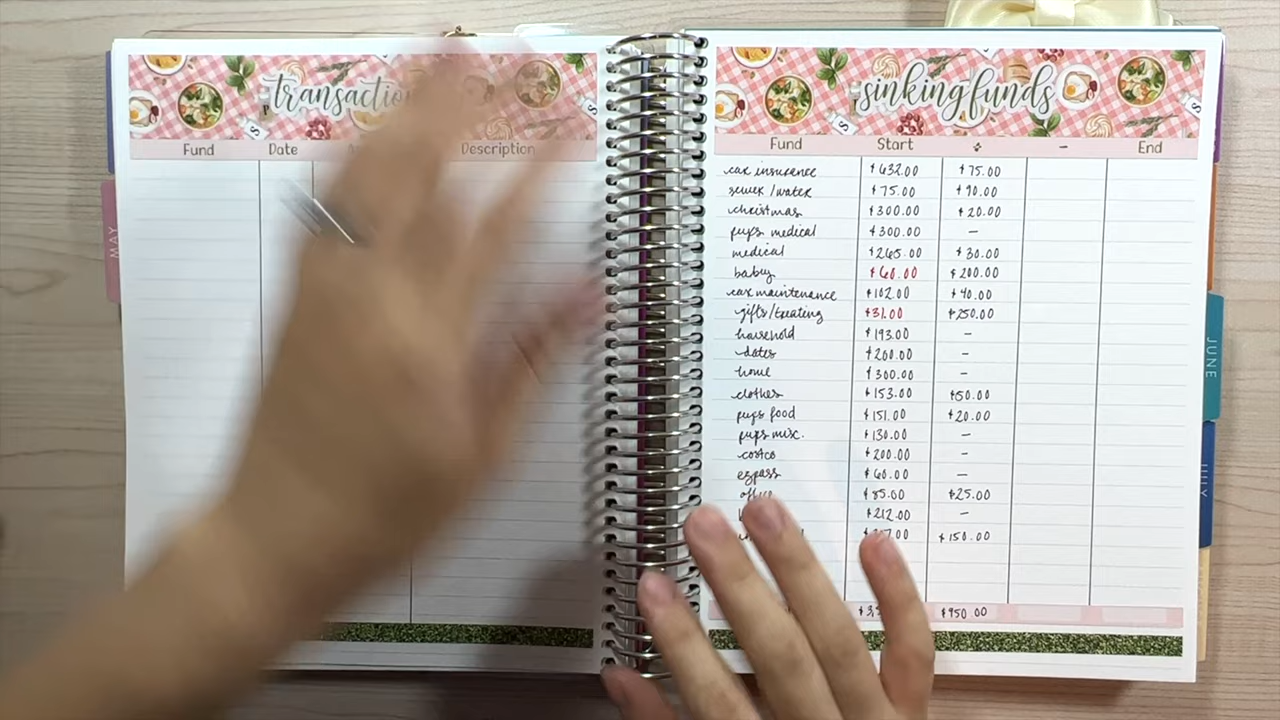 transactio
Fund Date Description
MAY
sinking funds
Fund Start + - End
car insurance $632.00 $75.00
sewer/water $75.00 $90.00
christmas $300.00 $20.00
pups medical $300.00 –
medical $265.00 $30.00
baby $60.00 $200.00
car maintenance $102.00 $40.00
gifts/treating $31.00 $250.00
household $193.00 –
dates $200.00 –
home $300.00 –
clothes $153.00 $50.00
pups food $151.00 $20.00
pups misc. $130.00 –
costco $200.00 –
ezpass $60.00 –
$85.00 $25.00
$212.00 –
$150.00
$950.00
JUNE
JULY